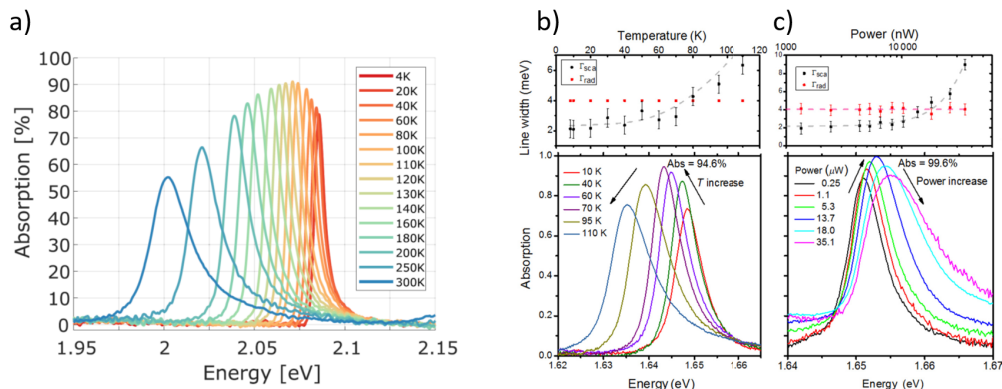 a)
Absorption [%]
100
90
80
70
60
50
40
30
20
10
0
1.95
2
2.05
2.1
2.15
Energy [eV]
4K
20K
40K
60K
80K
100K
110K
120K
130K
140K
160K
180K
200K
250K
300K
b)
Temperature (K)
0 20 40 60 80 100 120
Line width (meV)
6
4
2
0
Γsca
Γrad
Absorption
1.0
0.8
0.6
0.4
0.2
0.0
10 K
40 K
60 K
70 K
95 K
110 K
Abs = 94.6%
T increase
1.62 1.63 1.64 1.65 1.66
Energy (eV)
c)
Power (nW)
1000 10 000
Γsca
Γrad
Power (μW)
0.25
1.1
5.3
13.7
18.0
35.1
Abs = 99.6%
Power increase
1.64 1.65 1.66 1.67
Energy (eV)